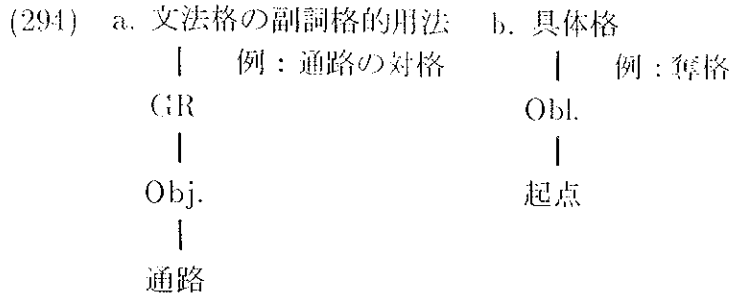 (294) a. 文法格の副詞格的用法 b. 具体格
例：通路の対格 例：奪格
GR Obl.
Obj. 起点
通路